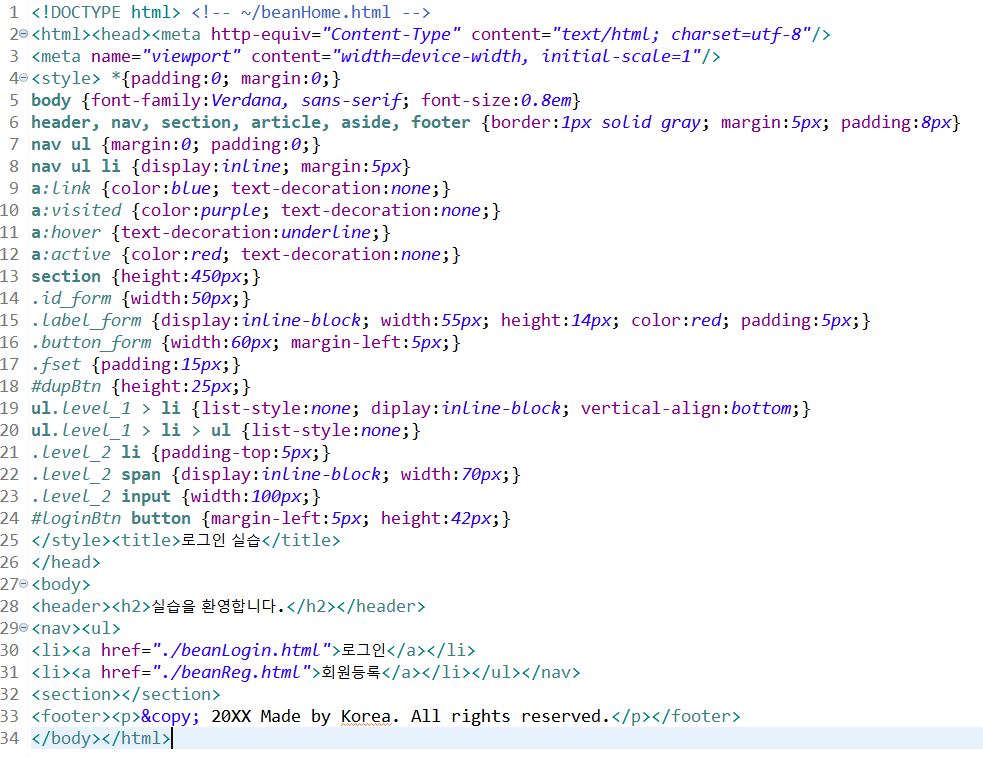 1 <!DOCTYPE html> <!-- ~/beanHome.html -->
2 <html><head><meta http-equiv="Content-Type" content="text/html; charset=utf-8"/>
3 <meta name="viewport" content="width=device-width, initial-scale=1"/>
4 <style> *{padding:0; margin:0;}
5 body {font-family:Verdana, sans-serif; font-size:0.8em}
6 header, nav, section, article, aside, footer {border:1px solid gray; margin:5px; padding:8px}
7 nav ul {margin:0; padding:0;}
8 nav ul li {display:inline; margin:5px}
9 a:link {color:blue; text-decoration:none;}
10 a:visited {color:purple; text-decoration:none;}
11 a:hover {text-decoration:underline;}
12 a:active {color:red; text-decoration:none;}
13 section {height:450px;}
14 .id_form {width:50px;}
15 .label_form {display:inline-block; width:55px; height:14px; color:red; padding:5px;}
16 .button_form {width:60px; margin-left:5px;}
17 .fset {padding:15px;}
18 #dupBtn {height:25px;}
19 ul.level_1 > li {list-style:none; diplay:inline-block; vertical-align:bottom;}
20 ul.level_1 > li > ul {list-style:none;}
21 .level_2 li {padding-top:5px;}
22 .level_2 span {display:inline-block; width:70px;}
23 .level_2 input {width:100px;}
24 #loginBtn button {margin-left:5px; height:42px;}
25 </style><title>로그인 실습</title>
26 </head>
27 <body>
28 <header><h2>실습을 환영합니다.</h2></header>
29 <nav><ul>
30 <li><a href="./beanLogin.html">로그인</a></li>
31 <li><a href="./beanReg.html">회원등록</a></li></ul></nav>
32 <section></section>
33 <footer><p>&copy; 20XX Made by Korea. All rights reserved.</p></footer>
34 </body></html>